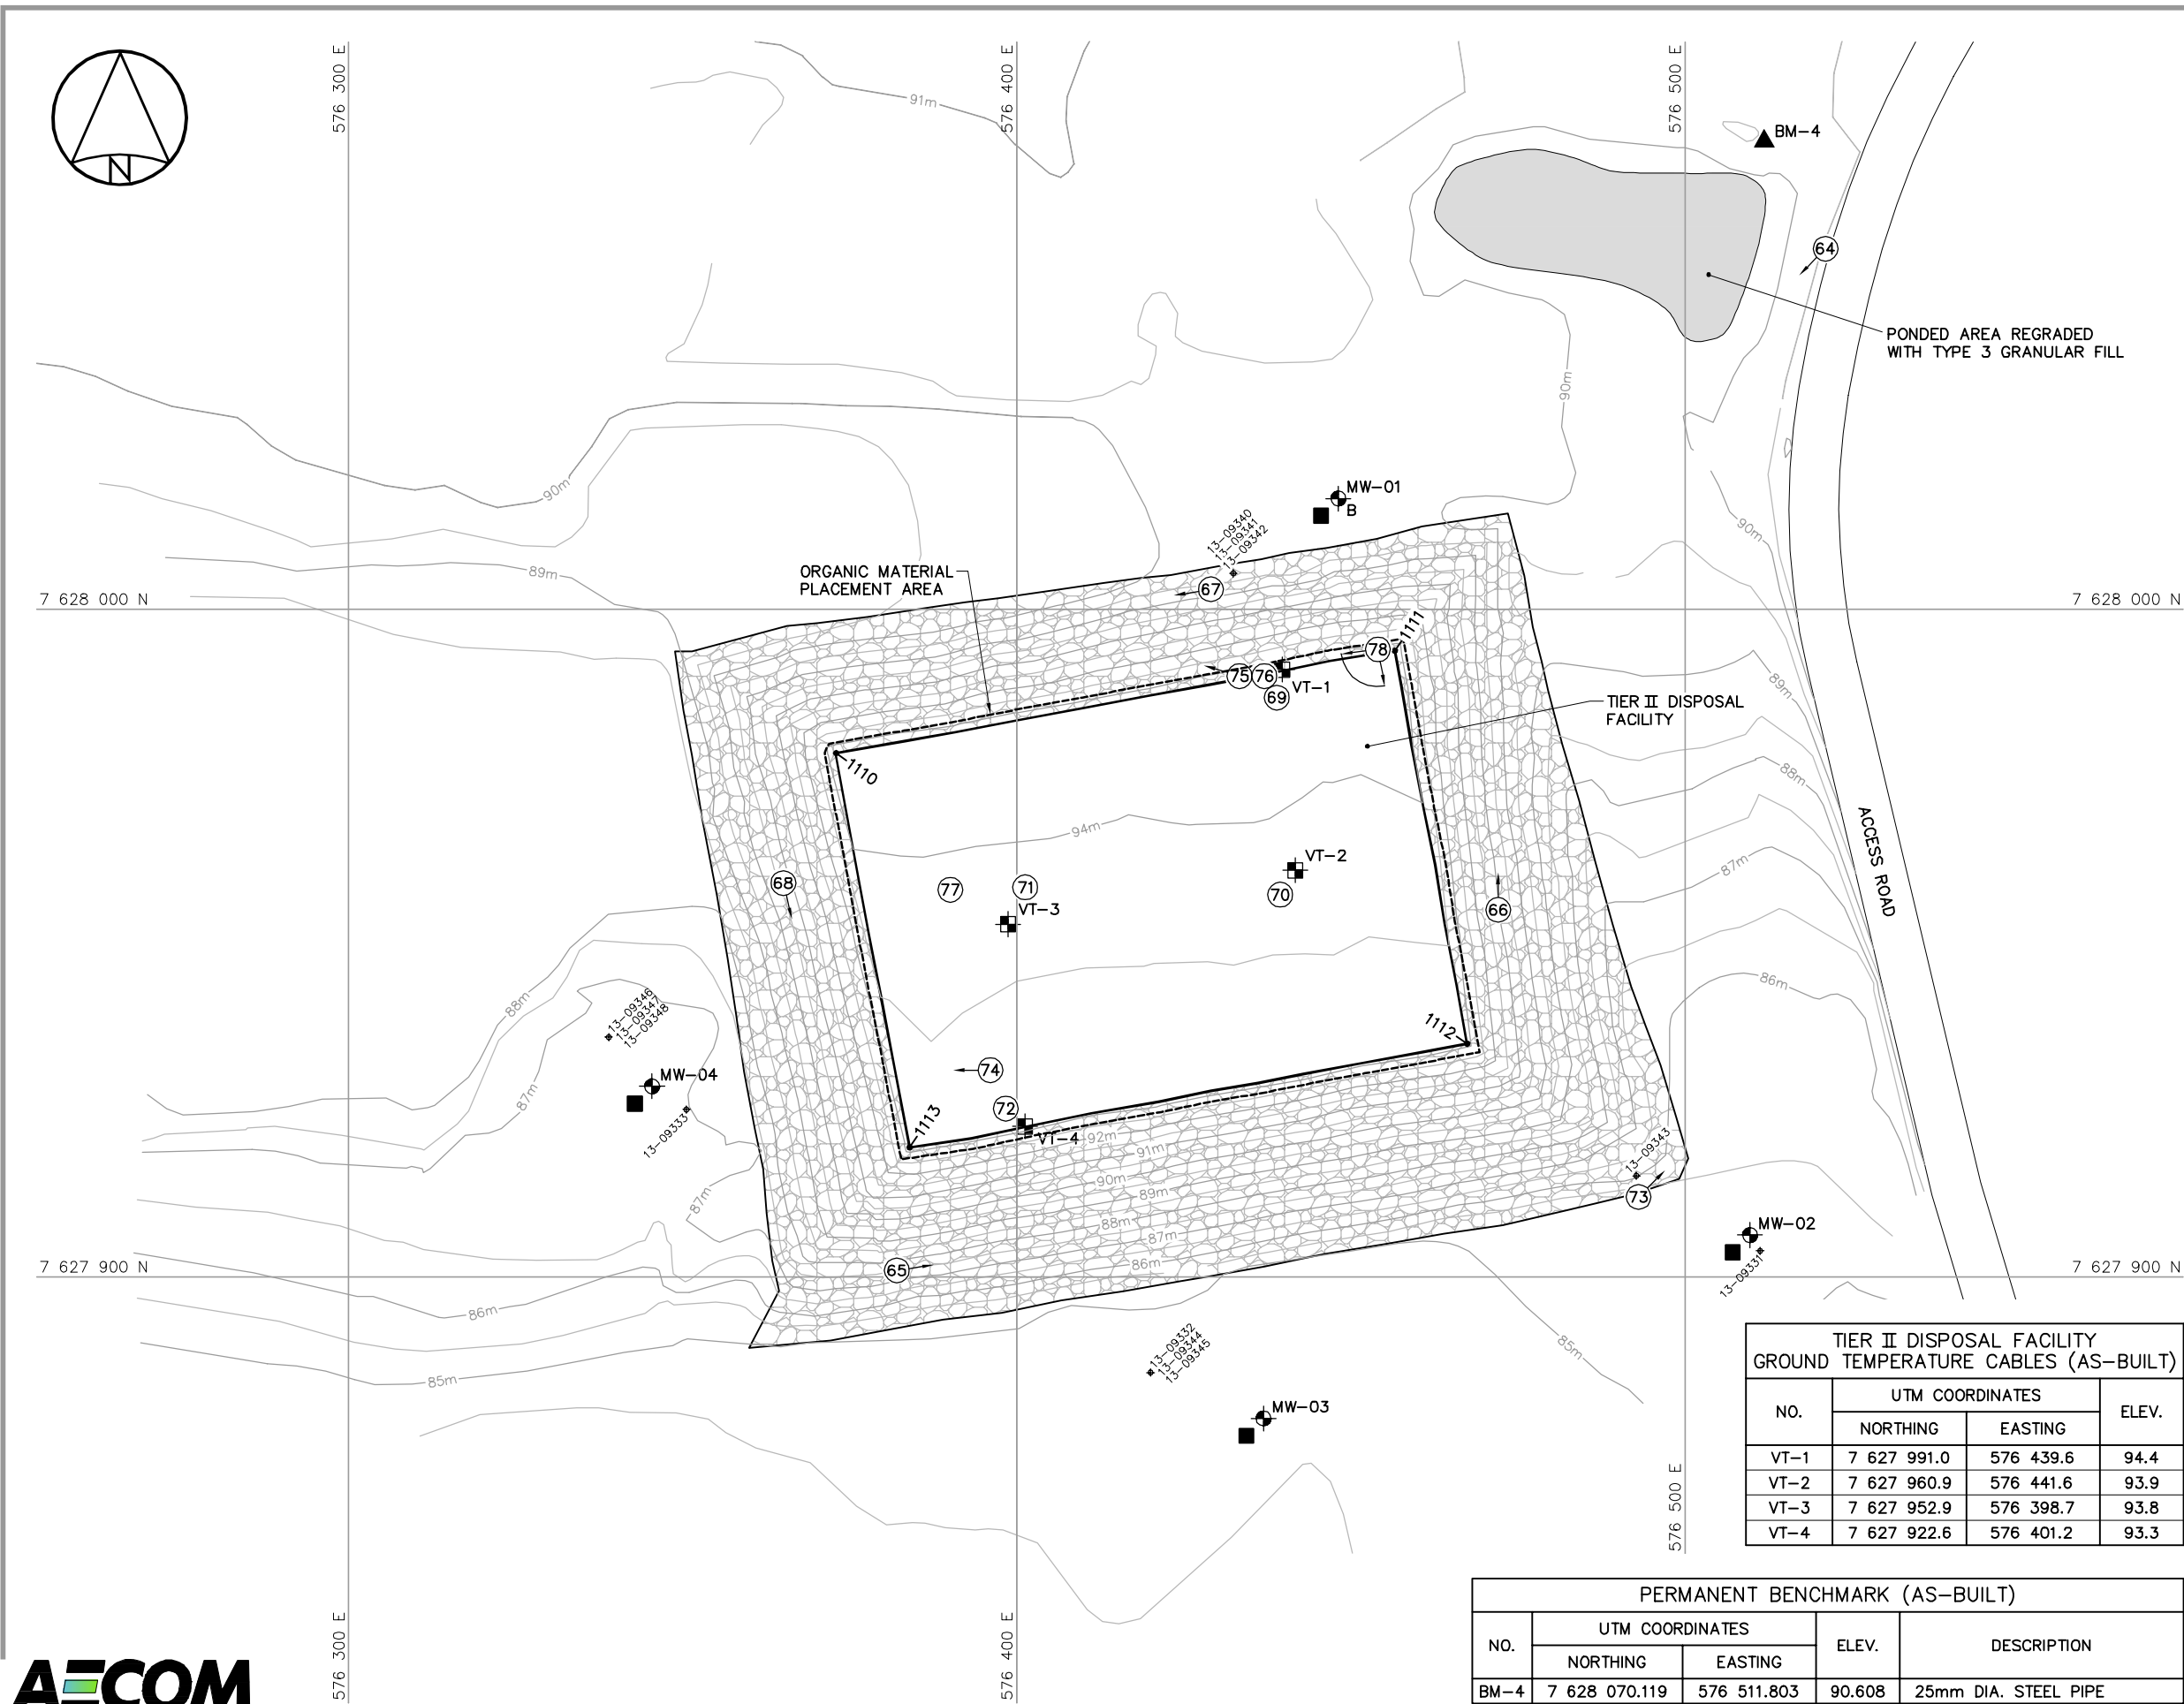 576 300 E
576 400 E
576 500 E
N
91m
BM-4
64
PONDED AREA REGRADED
WITH TYPE 3 GRANULAR FILL
90m
90m
MW-01
B
13-09340
13-09341
13-09342
90m
89m
ORGANIC MATERIAL
PLACEMENT AREA
67
7 628 000 N
7 628 000 N
1111
78
75
76
69
VT-1
89m
TIER II DISPOSAL
FACILITY
1110
88m
94m
ACCESS ROAD
VT-2
87m
68
77
71
70
VT-3
66
88m
86m
13-09346
13-09347
13-09348
1112
87m
MW-04
74
13-09333
72
1113
VT-4
92m
91m
90m
89m
88m
87m
86m
13-09343
73
87m
MW-02
13-09331
65
7 627 900 N
7 627 900 N
86m
85m
85m
13-09332
13-09344
13-09345
MW-03
TIER II DISPOSAL FACILITY
GROUND TEMPERATURE CABLES (AS-BUILT)
NO. UTM COORDINATES ELEV.
NORTHING EASTING
VT-1 7 627 991.0 576 439.6 94.4
VT-2 7 627 960.9 576 441.6 93.9
VT-3 7 627 952.9 576 398.7 93.8
VT-4 7 627 922.6 576 401.2 93.3
576 500 E
576 300 E
576 400 E
PERMANENT BENCHMARK (AS-BUILT)
NO. UTM COORDINATES ELEV. DESCRIPTION
NORTHING EASTING
BM-4 7 628 070.119 576 511.803 90.608 25mm DIA. STEEL PIPE
AECOM